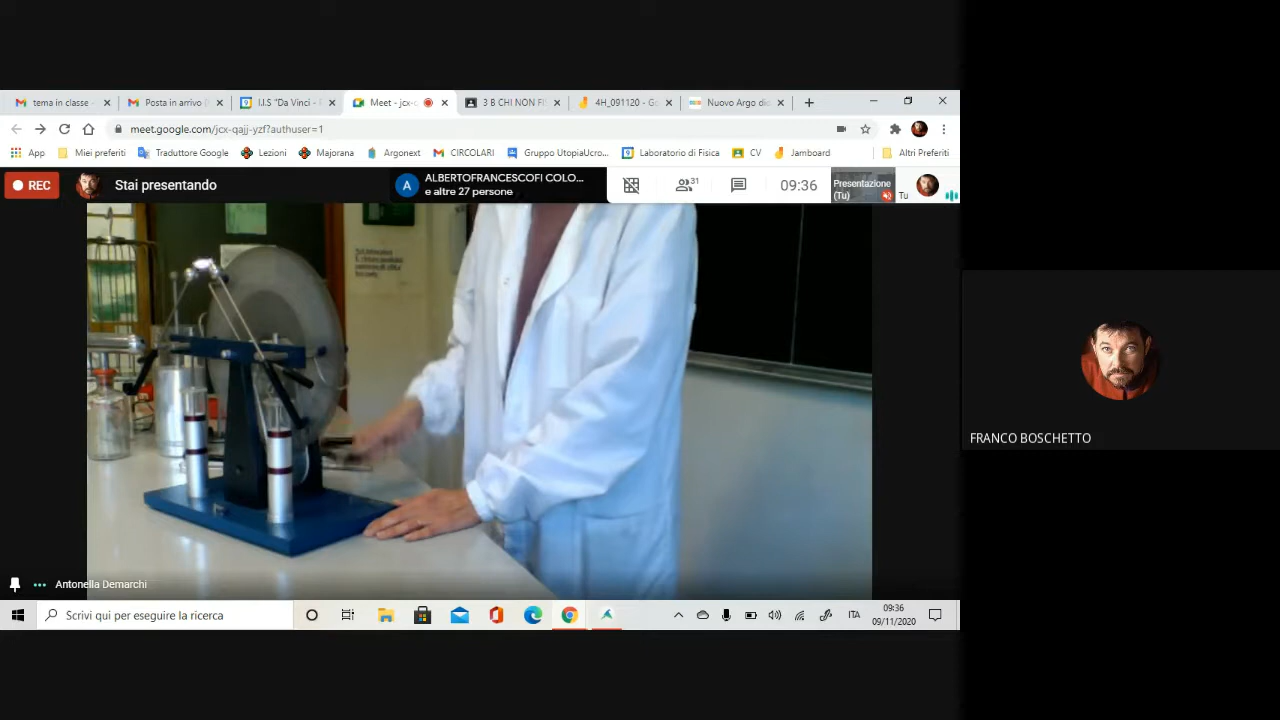 tema in classe -
Posta in arrivo (
I.I.S "Da Vinci -
Meet - jcx-
3 B CHI NON FI
4H_091120 - Go
Nuovo Argo di
meet.google.com/jcx-qajj-yzf?authuser=1
App
Miei preferiti
Traduttore Google
Lezioni
Majorana
Argonext
CIRCOLARI
Gruppo UtopiaUcro...
Laboratorio di Fisica
CV
Jamboard
Altri Preferiti
REC
Stai presentando
A
ALBERTOFRANCESCOFI COLO...
e altre 27 persone
31
09:36
Presentazione
(Tu)
Tu
FRANCO BOSCHETTO
Antonella Demarchi
Scrivi qui per eseguire la ricerca
ITA
09:36
09/11/2020